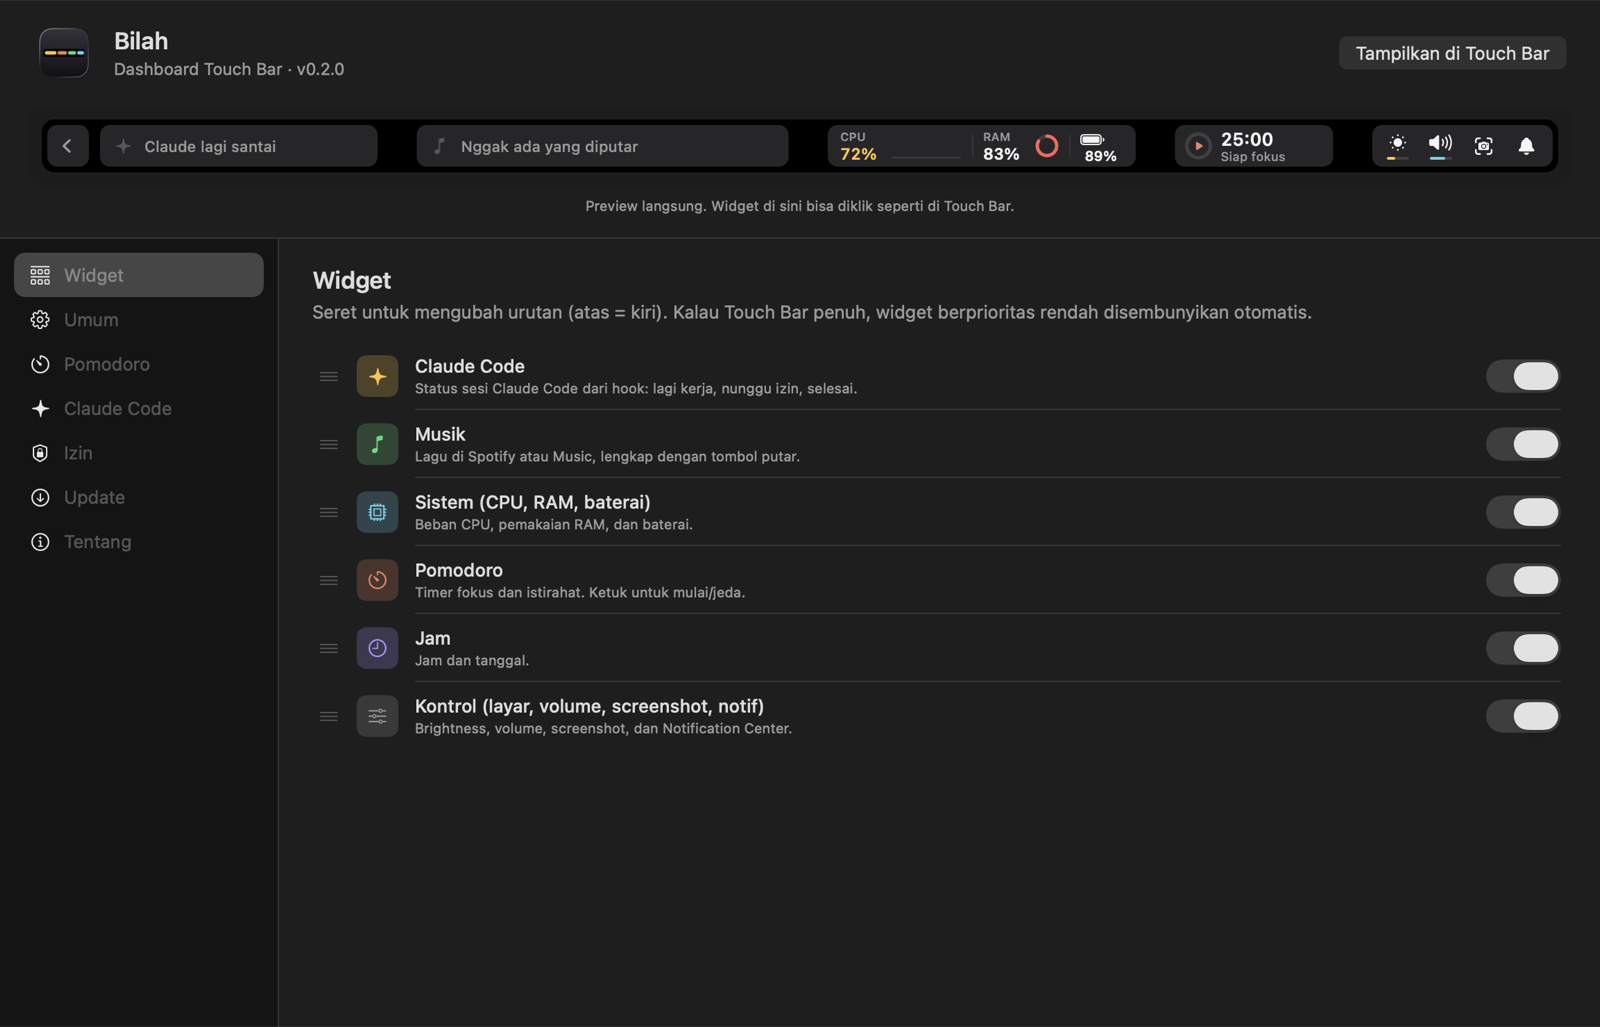 Bilah
Dashboard Touch Bar · v0.2.0
Tampilkan di Touch Bar
Claude lagi santai
Nggak ada yang diputar
CPU
72%
RAM
83%
89%
25:00
Siap fokus
Preview langsung. Widget di sini bisa diklik seperti di Touch Bar.
Widget
Umum
Pomodoro
Claude Code
Izin
Update
Tentang
Widget
Seret untuk mengubah urutan (atas = kiri). Kalau Touch Bar penuh, widget berprioritas rendah disembunyikan otomatis.
Claude Code
Status sesi Claude Code dari hook: lagi kerja, nunggu izin, selesai.
Musik
Lagu di Spotify atau Music, lengkap dengan tombol putar.
Sistem (CPU, RAM, baterai)
Beban CPU, pemakaian RAM, dan baterai.
Pomodoro
Timer fokus dan istirahat. Ketuk untuk mulai/jeda.
Jam
Jam dan tanggal.
Kontrol (layar, volume, screenshot, notif)
Brightness, volume, screenshot, dan Notification Center.